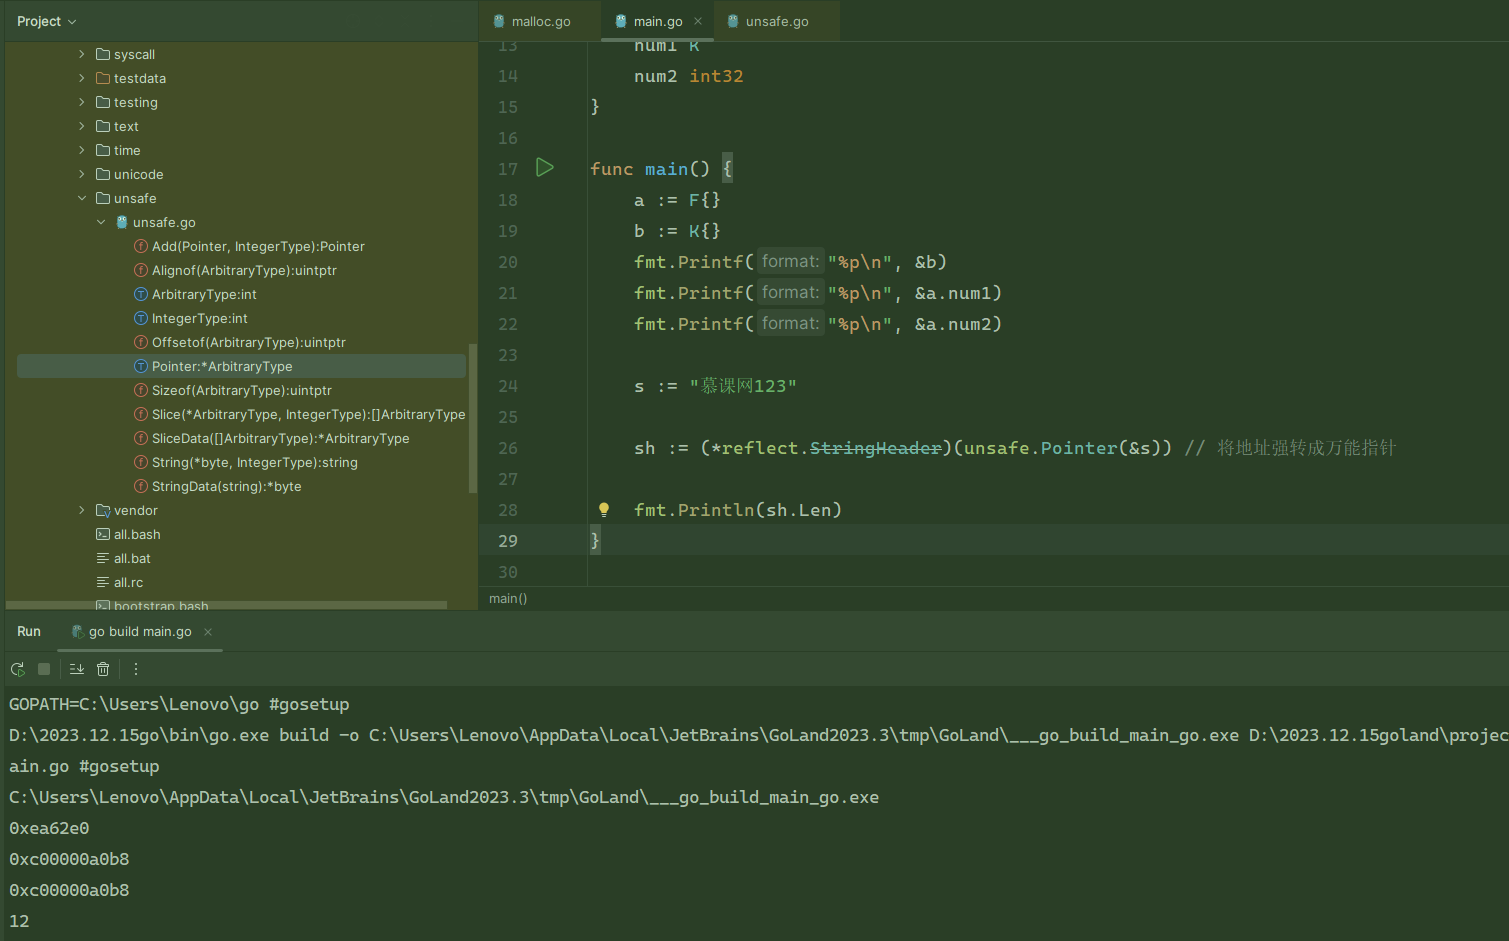 Project
malloc.go
main.go
unsafe.go
syscall
testdata
testing
text
time
unicode
unsafe
unsafe.go
Add(Pointer, IntegerType):Pointer
Alignof(ArbitraryType):uintptr
ArbitraryType:int
IntegerType:int
Offsetof(ArbitraryType):uintptr
Pointer:*ArbitraryType
Sizeof(ArbitraryType):uintptr
Slice(*ArbitraryType, IntegerType):[]ArbitraryType
SliceData([]ArbitraryType):*ArbitraryType
String(*byte, IntegerType):string
StringData(string):*byte
vendor
all.bash
all.bat
all.rc
bootstrap.bash
13 num1 K
14 num2 int32
15 }
16
17 func main() {
18 a := F{}
19 b := K{}
20 fmt.Printf( format: "%p\n", &b)
21 fmt.Printf( format: "%p\n", &a.num1)
22 fmt.Printf( format: "%p\n", &a.num2)
23
24 s := "慕课网123"
25
26 sh := (*reflect.StringHeader)(unsafe.Pointer(&s)) // 将地址强转成万能指针
27
28 fmt.Println(sh.Len)
29 }
30
main()
Run
go build main.go
GOPATH=C:\Users\Lenovo\go #gosetup
D:\2023.12.15go\bin\go.exe build -o C:\Users\Lenovo\AppData\Local\JetBrains\GoLand2023.3\tmp\GoLand\___go_build_main_go.exe D:\2023.12.15goland\projec
ain.go #gosetup
C:\Users\Lenovo\AppData\Local\JetBrains\GoLand2023.3\tmp\GoLand\___go_build_main_go.exe
0xea62e0
0xc00000a0b8
0xc00000a0b8
12